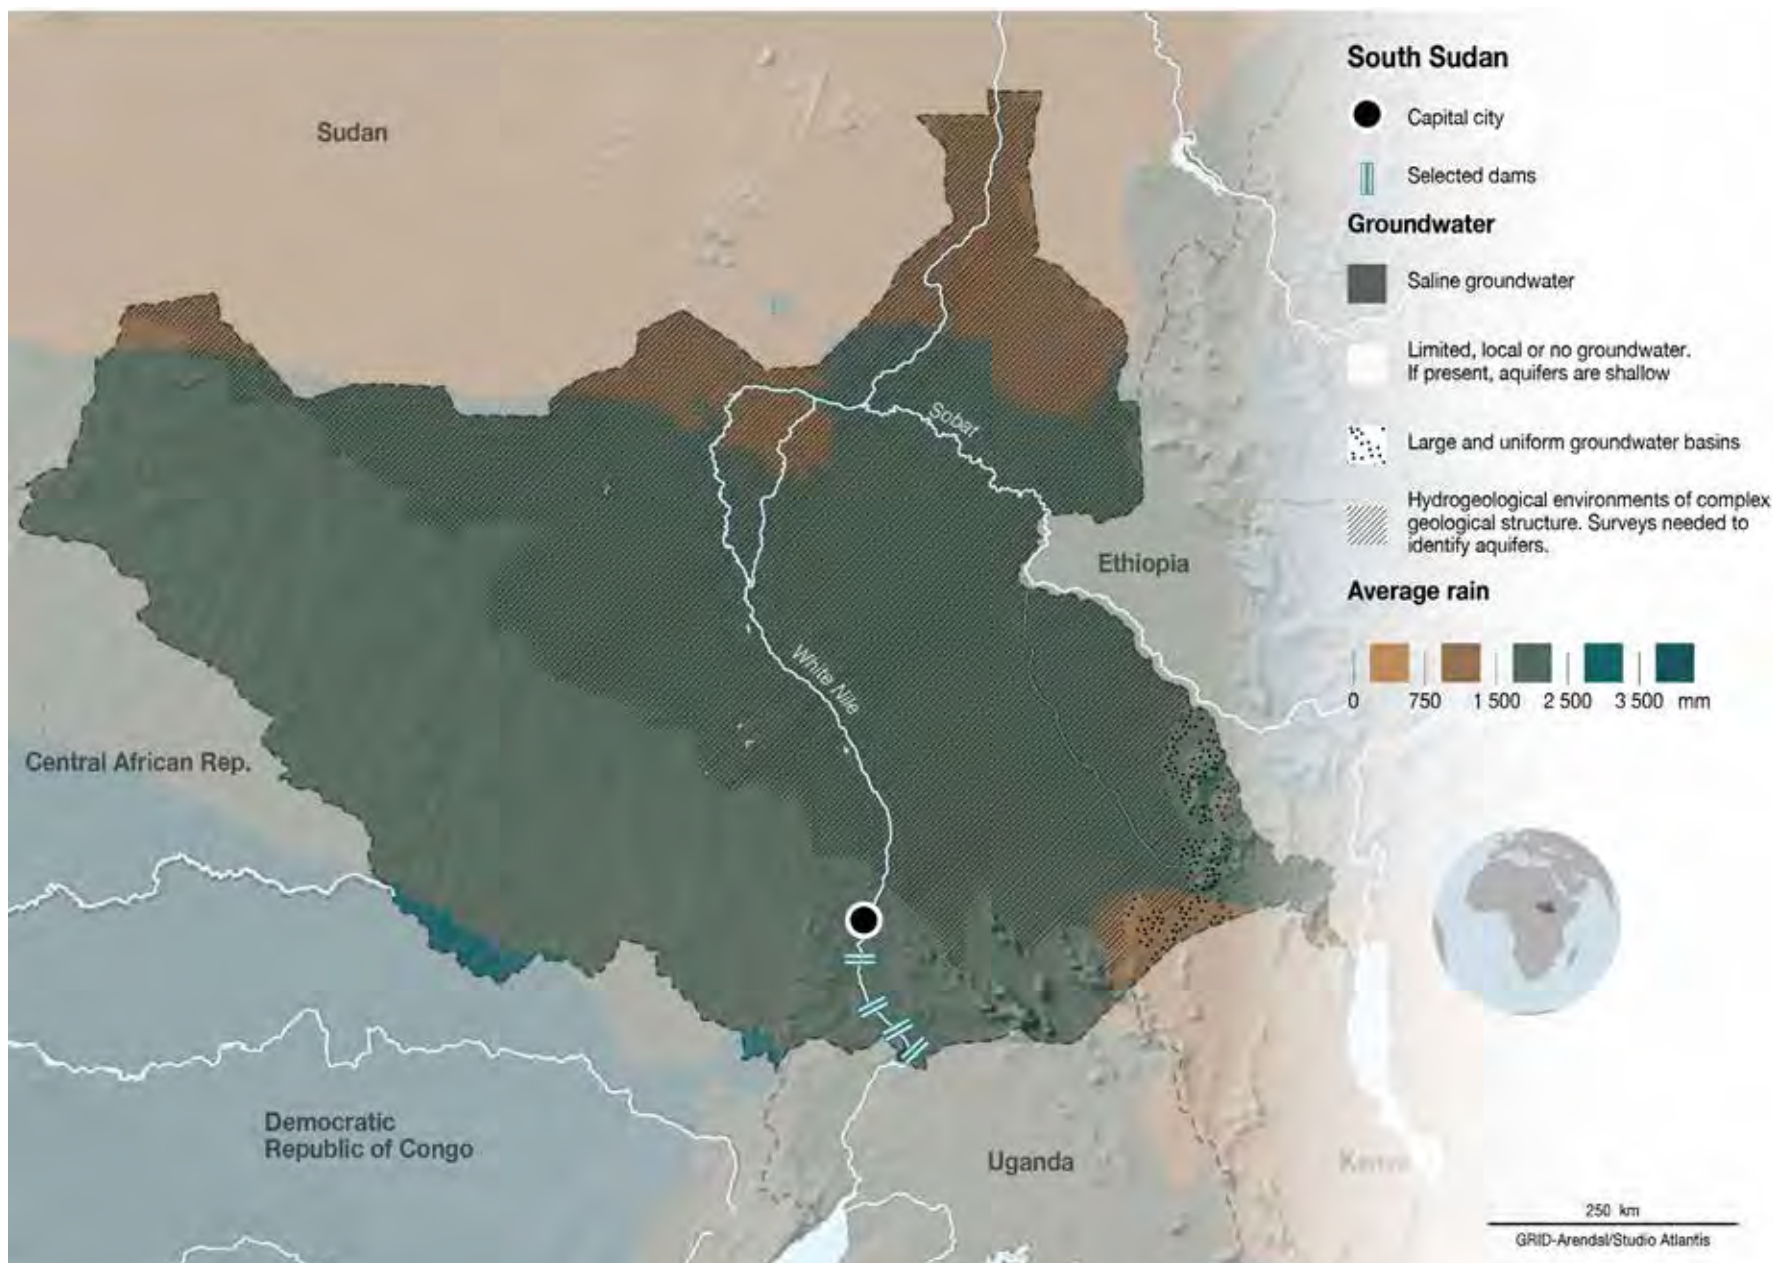 Sudan
Sobat
Ethiopia
White Nile
Central African Rep.
Democratic
Republic of Congo
Uganda
Kenya
South Sudan
Capital city
Selected dams
Groundwater
Saline groundwater
Limited, local or no groundwater.
If present, aquifers are shallow
Large and uniform groundwater basins
Hydrogeological environments of complex
geological structure. Surveys needed to
identify aquifers.
Average rain
0 750 1 500 2 500 3 500 mm
250 km
GRID-Arendal/Studio Atlantis